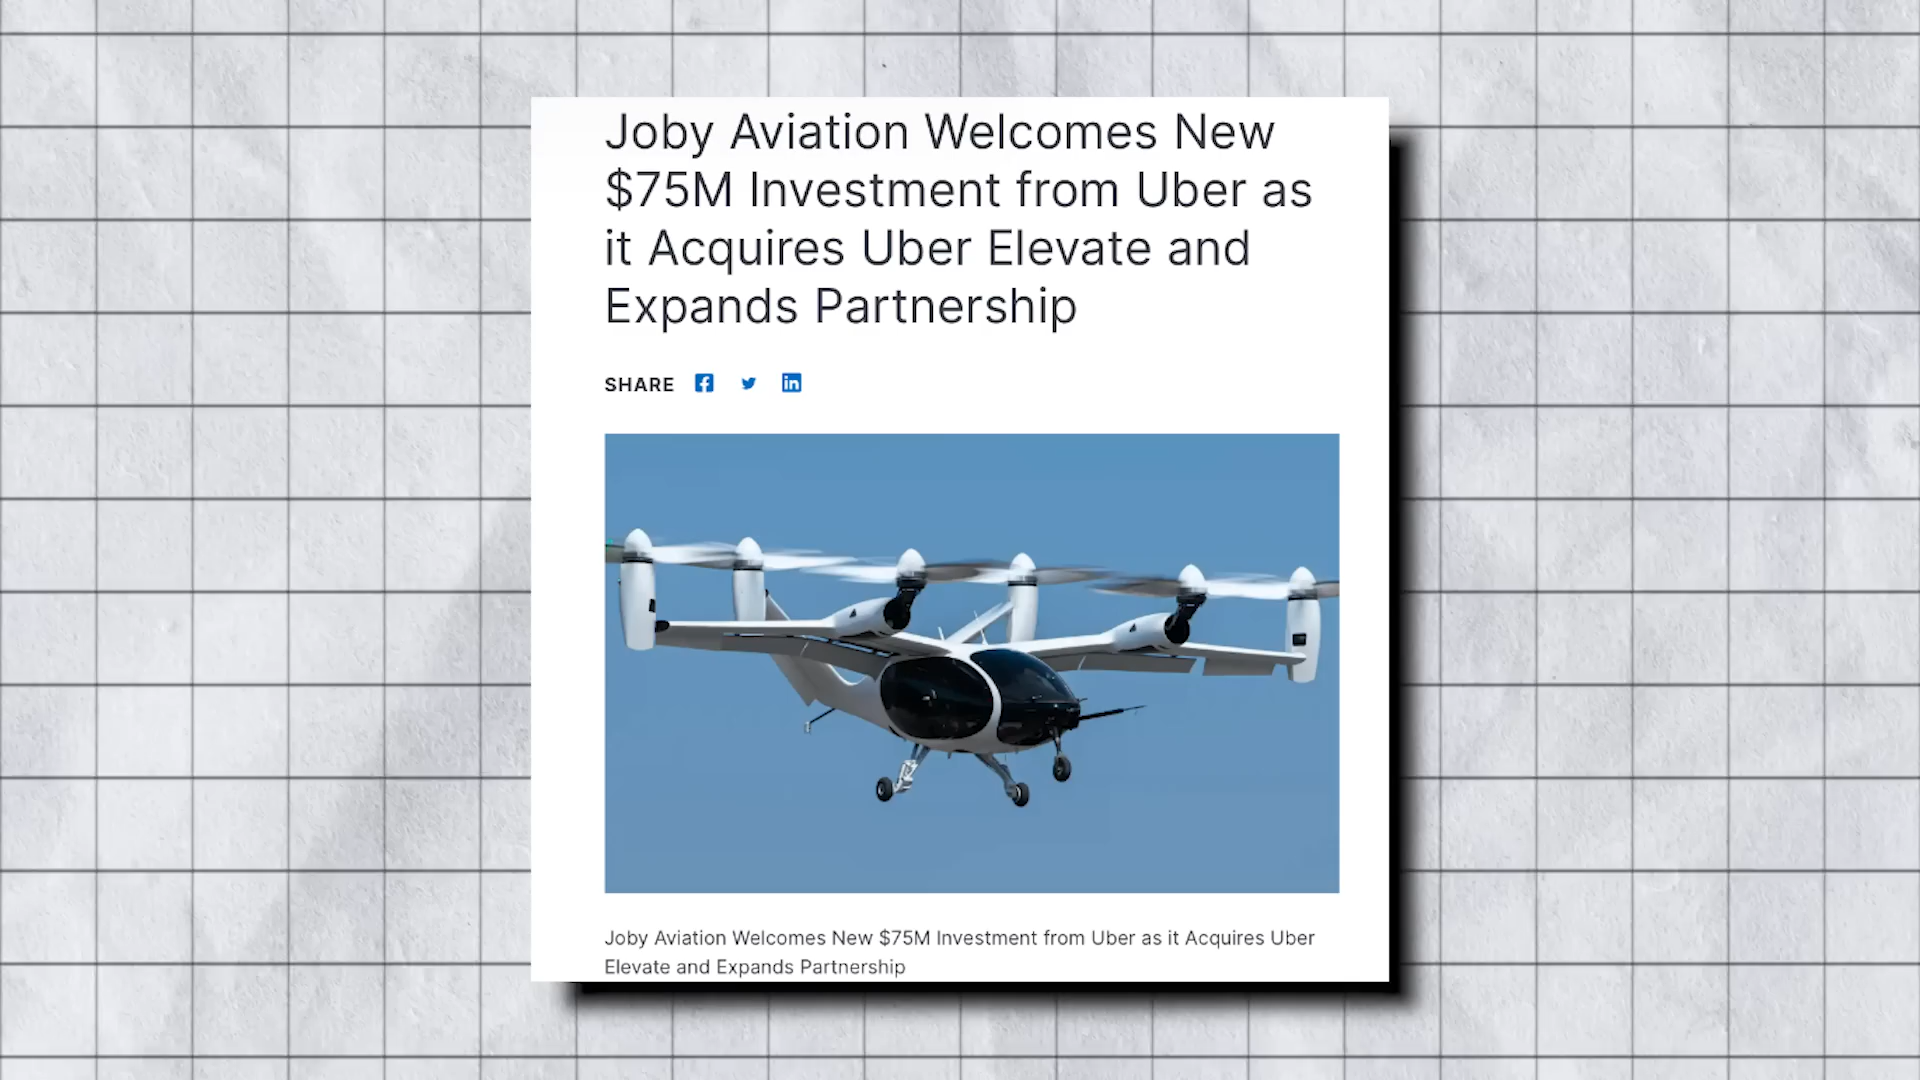 Joby Aviation Welcomes New
$75M Investment from Uber as
it Acquires Uber Elevate and
Expands Partnership
SHARE
Joby Aviation Welcomes New $75M Investment from Uber as it Acquires Uber
Elevate and Expands Partnership